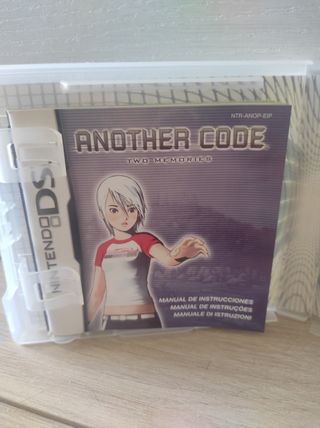 NTR-ANOP-EIP
ANOTHER CODE
TWO MEMORIES
NINTENDO DS
MANUAL DE INSTRUCCIONES
MANUAL DE INSTRUÇÕES
MANUALE DI ISTRUZIONI